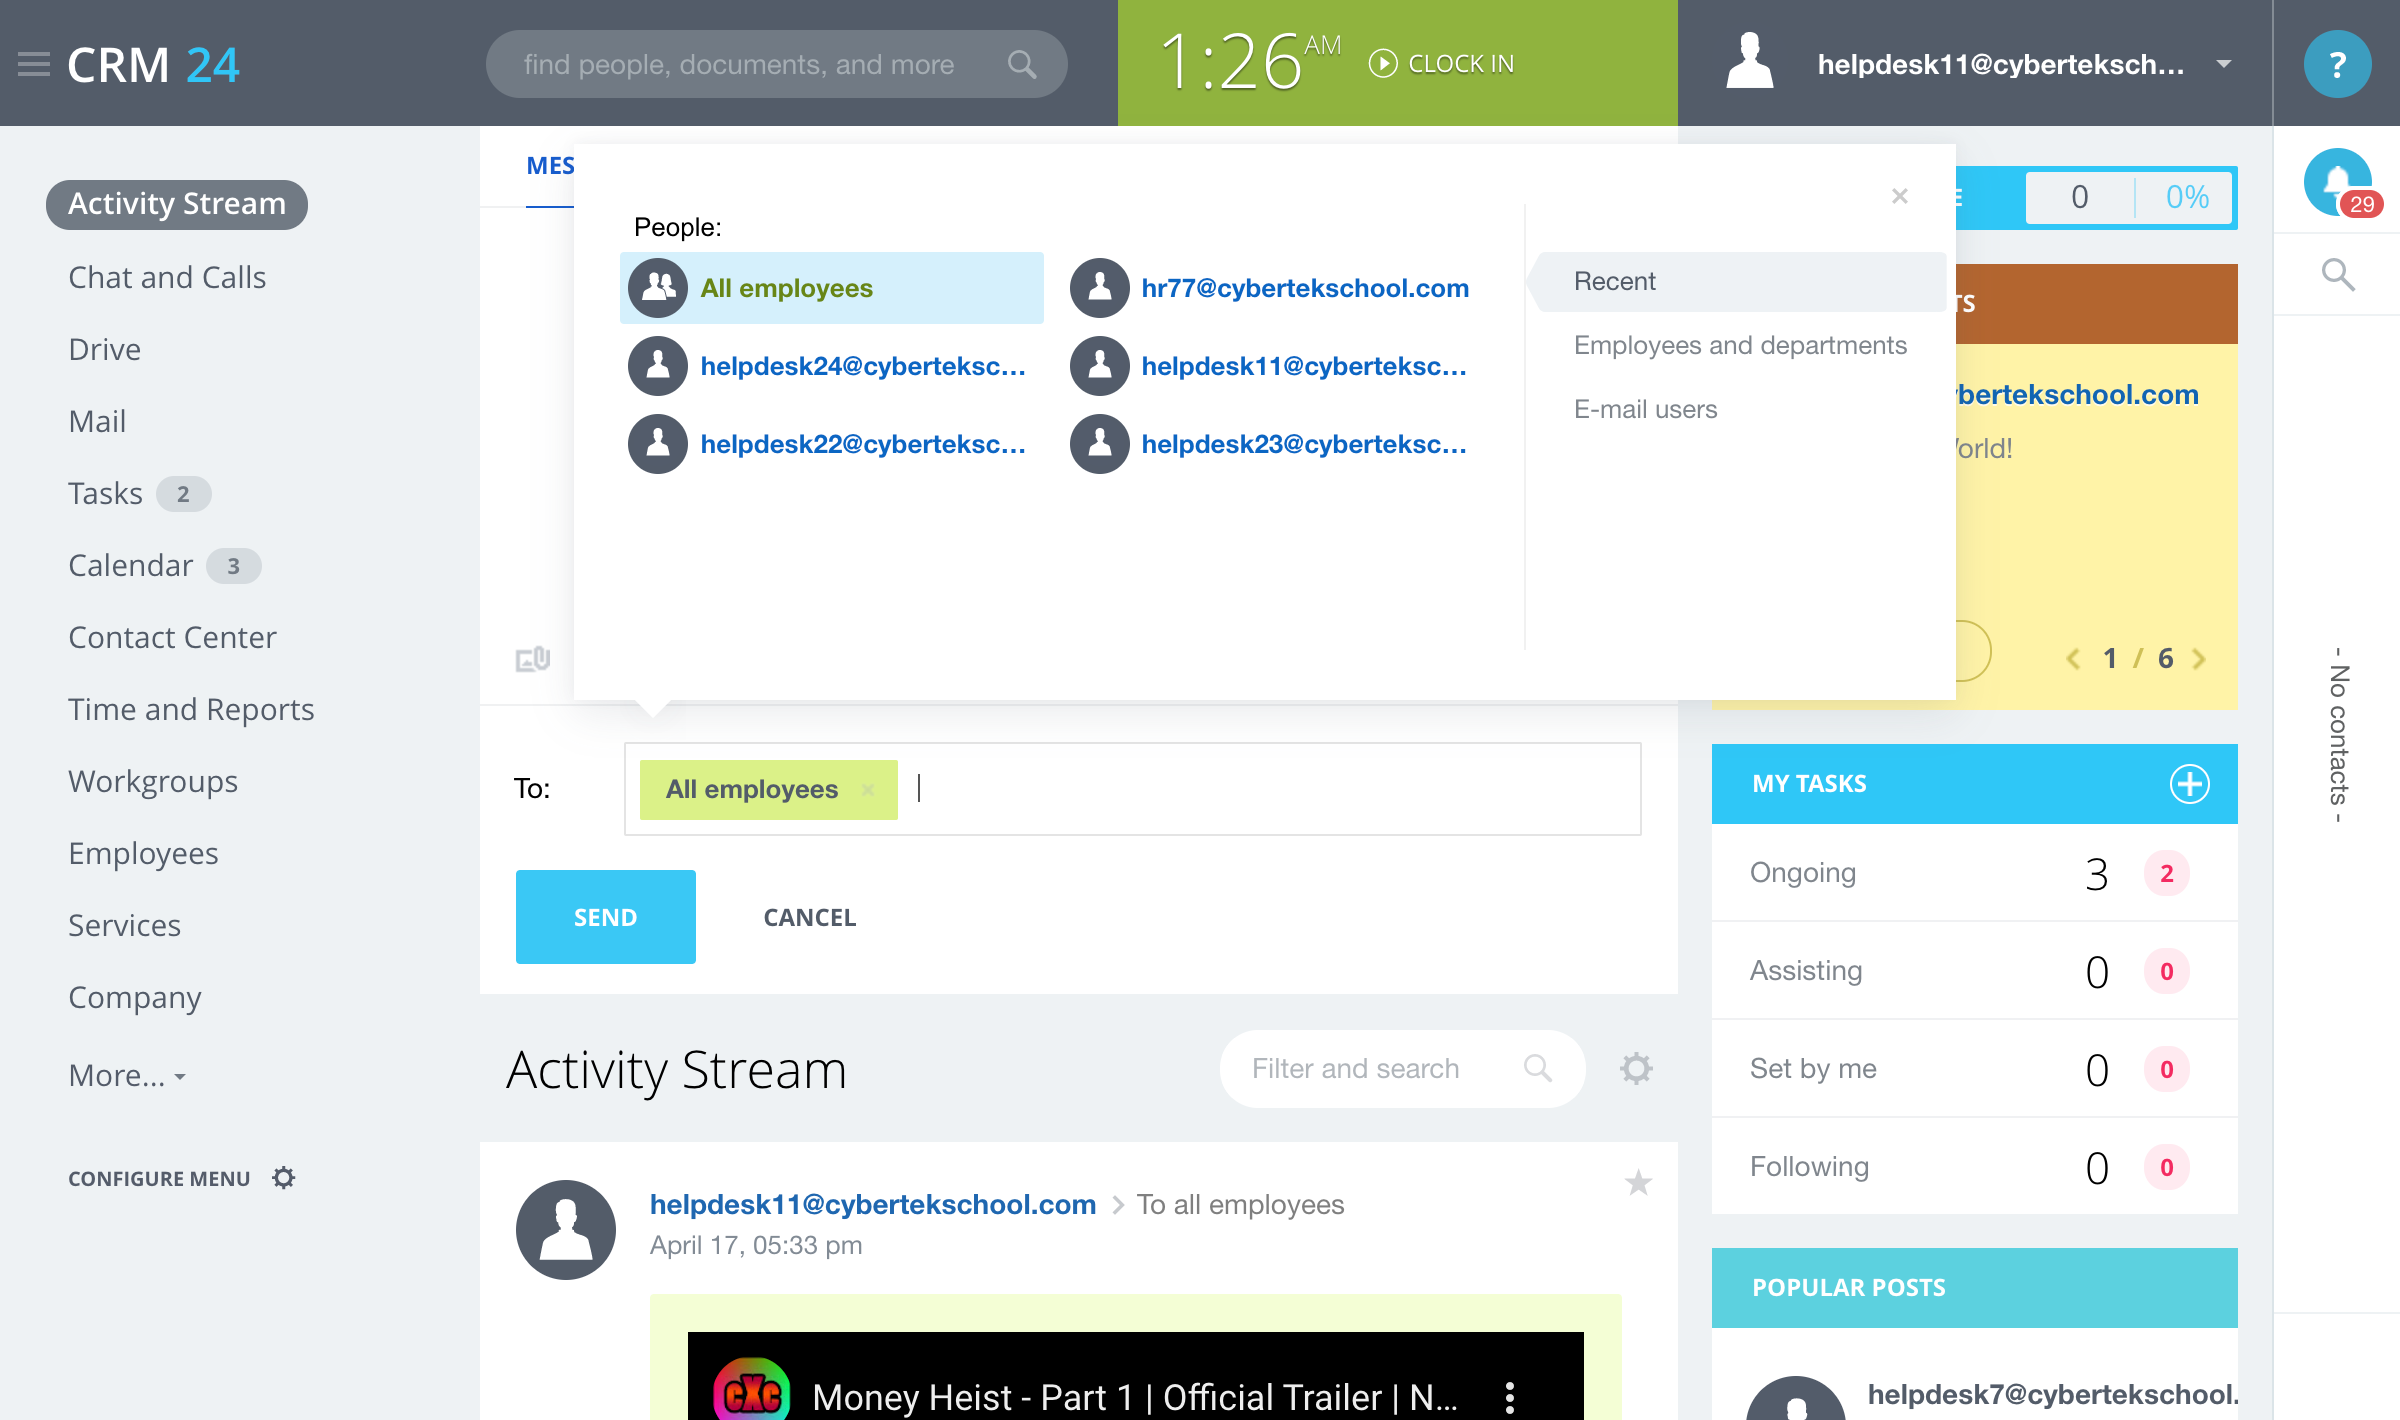 CRM 24
find people, documents, and more
1:26 AM
CLOCK IN
helpdesk11@cyberteksch...
?
Activity Stream
Chat and Calls
Drive
Mail
Tasks 2
Calendar 3
Contact Center
Time and Reports
Workgroups
Employees
Services
Company
More...
CONFIGURE MENU
MES
People:
All employees
hr77@cybertekschool.com
helpdesk24@cyberteksc...
helpdesk11@cyberteksc...
helpdesk22@cyberteksc...
helpdesk23@cyberteksc...
Recent
Employees and departments
E-mail users
To:
All employees
SEND
CANCEL
Activity Stream
Filter and search
helpdesk11@cybertekschool.com > To all employees
April 17, 05:33 pm
CXC
Money Heist - Part 1 | Official Trailer | N...
E
0 0%
TS
ybertekschool.com
orld!
1 / 6
MY TASKS
Ongoing 3 2
Assisting 0 0
Set by me 0 0
Following 0 0
POPULAR POSTS
helpdesk7@cybertekschool.
29
- No contacts -